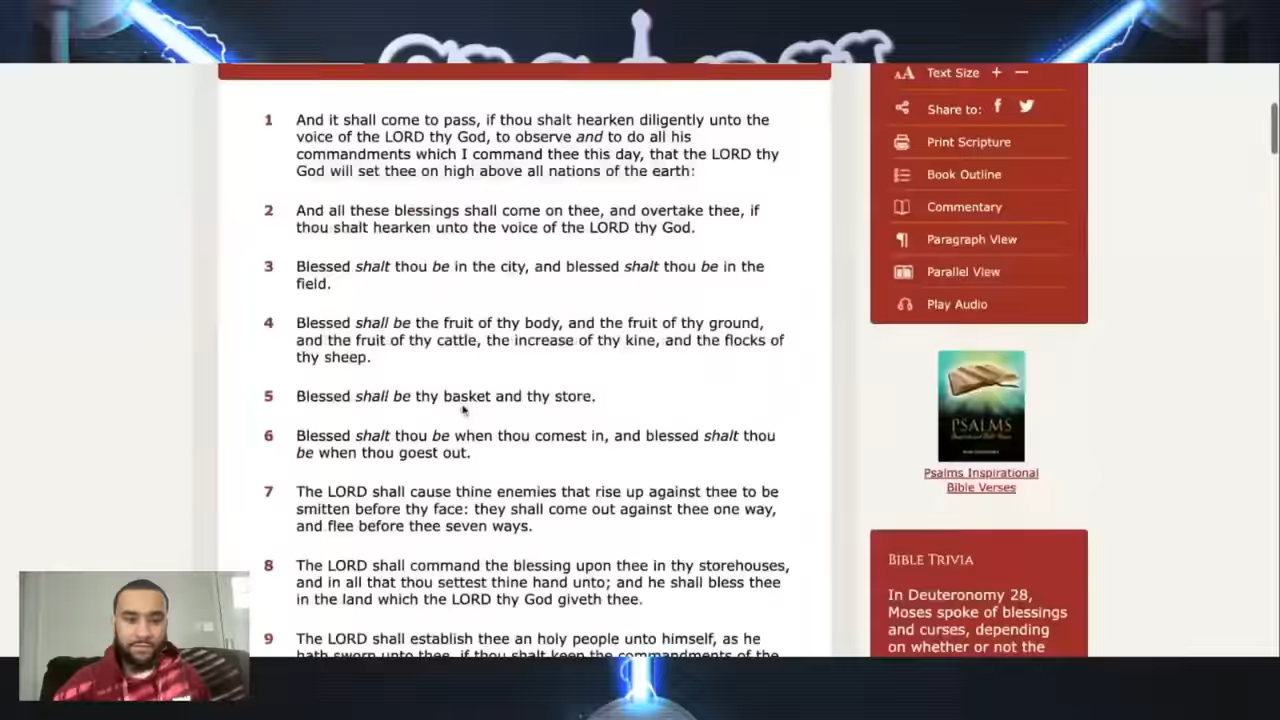 1 And it shall come to pass, if thou shalt hearken diligently unto the
voice of the LORD thy God, to observe and to do all his
commandments which I command thee this day, that the LORD thy
God will set thee on high above all nations of the earth:
2 And all these blessings shall come on thee, and overtake thee, if
thou shalt hearken unto the voice of the LORD thy God.
3 Blessed shalt thou be in the city, and blessed shalt thou be in the
field.
4 Blessed shall be the fruit of thy body, and the fruit of thy ground,
and the fruit of thy cattle, the increase of thy kine, and the flocks of
thy sheep.
5 Blessed shall be thy basket and thy store.
6 Blessed shalt thou be when thou comest in, and blessed shalt thou
be when thou goest out.
7 The LORD shall cause thine enemies that rise up against thee to be
smitten before thy face: they shall come out against thee one way,
and flee before thee seven ways.
8 The LORD shall command the blessing upon thee in thy storehouses,
and in all that thou settest thine hand unto; and he shall bless thee
in the land which the LORD thy God giveth thee.
9 The LORD shall establish thee an holy people unto himself, as he
hath sworn unto thee, if thou shalt keep the commandments of the
AA Text Size + −
Share to: f
Print Scripture
Book Outline
Commentary
¶ Paragraph View
Parallel View
Play Audio
PSALMS
Psalms Inspirational
Bible Verses
BIBLE TRIVIA
In Deuteronomy 28,
Moses spoke of blessings
and curses, depending
on whether or not the